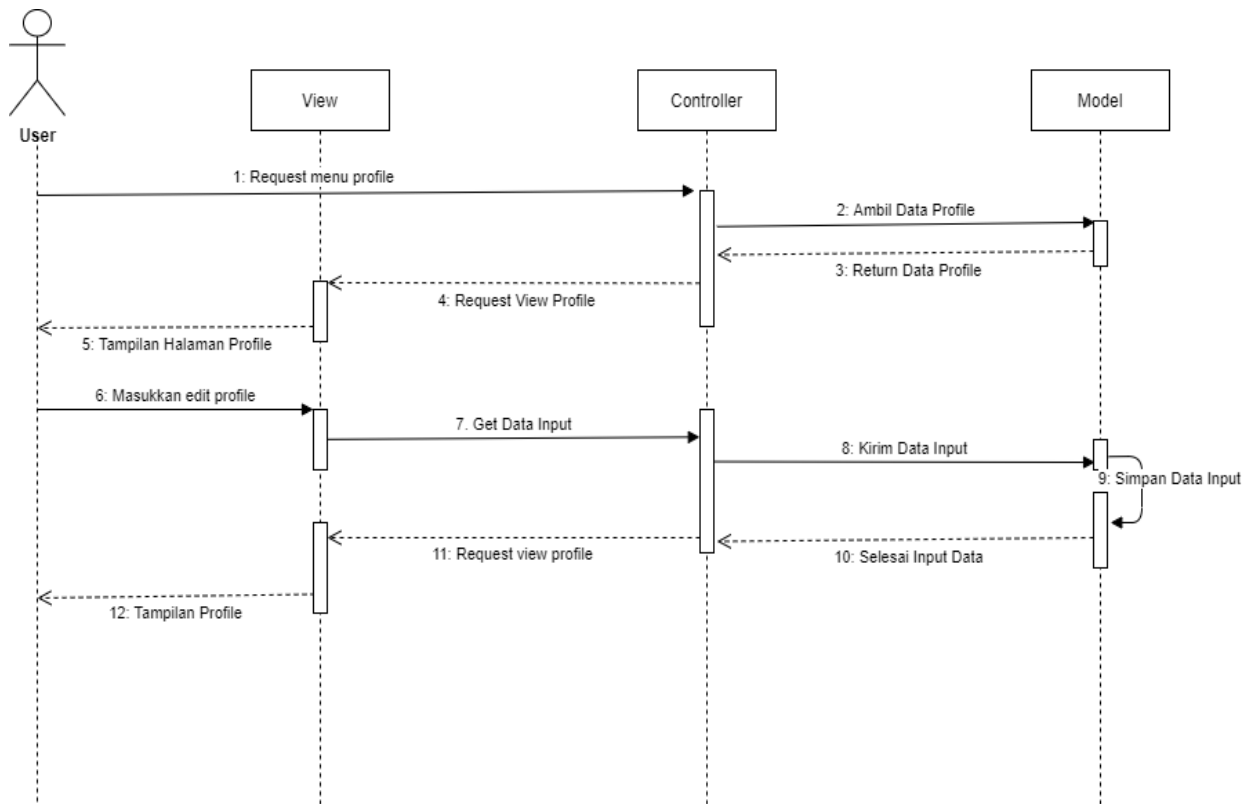 User
View
Controller
Model
1: Request menu profile
2: Ambil Data Profile
3: Return Data Profile
4: Request View Profile
5: Tampilan Halaman Profile
6: Masukkan edit profile
7. Get Data Input
8: Kirim Data Input
9: Simpan Data Input
10: Selesai Input Data
11: Request view profile
12: Tampilan Profile